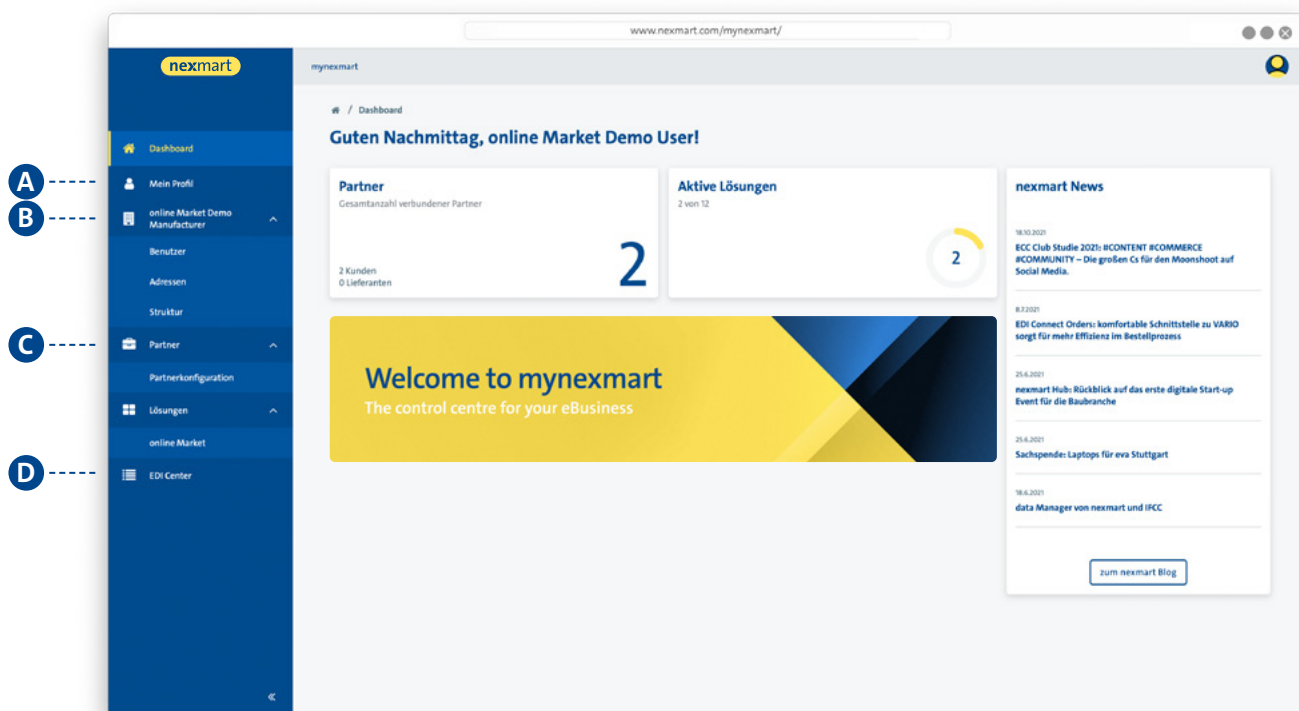 www.nexmart.com/mynexmart/
nexmart
mynexmart
/ Dashboard
Guten Nachmittag, online Market Demo User!
Dashboard
A
Mein Profil
B
online Market Demo
Manufacturer
Benutzer
Adressen
Struktur
C
Partner
Partnerkonfiguration
Lösungen
online Market
D
EDI Center
Partner
Gesamtanzahl verbundener Partner
2
2 Kunden
0 Lieferanten
Aktive Lösungen
2 von 12
2
Welcome to mynexmart
The control centre for your eBusiness
nexmart News
18.10.2021
ECC Club Studie 2021: #CONTENT #COMMERCE
#COMMUNITY – Die großen Cs für den Moonshoot auf
Social Media.
8.7.2021
EDI Connect Orders: komfortable Schnittstelle zu VARIO
sorgt für mehr Effizienz im Bestellprozess
25.6.2021
nexmart Hub: Rückblick auf das erste digitale Start-up
Event für die Baubranche
25.6.2021
Sachspende: Laptops für eva Stuttgart
18.6.2021
data Manager von nexmart und IFCC
zum nexmart Blog